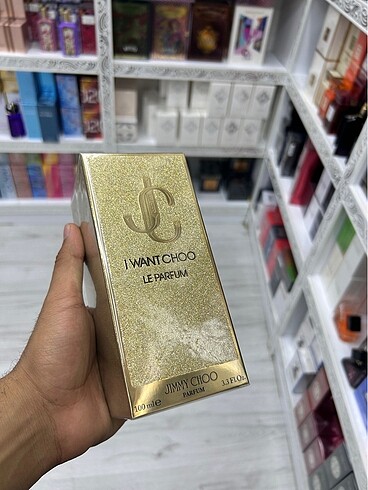 JC
I WANT CHOO
LE PARFUM
JIMMY CHOO
PARFUM
100 ml e 3.3 Fl.Oz.